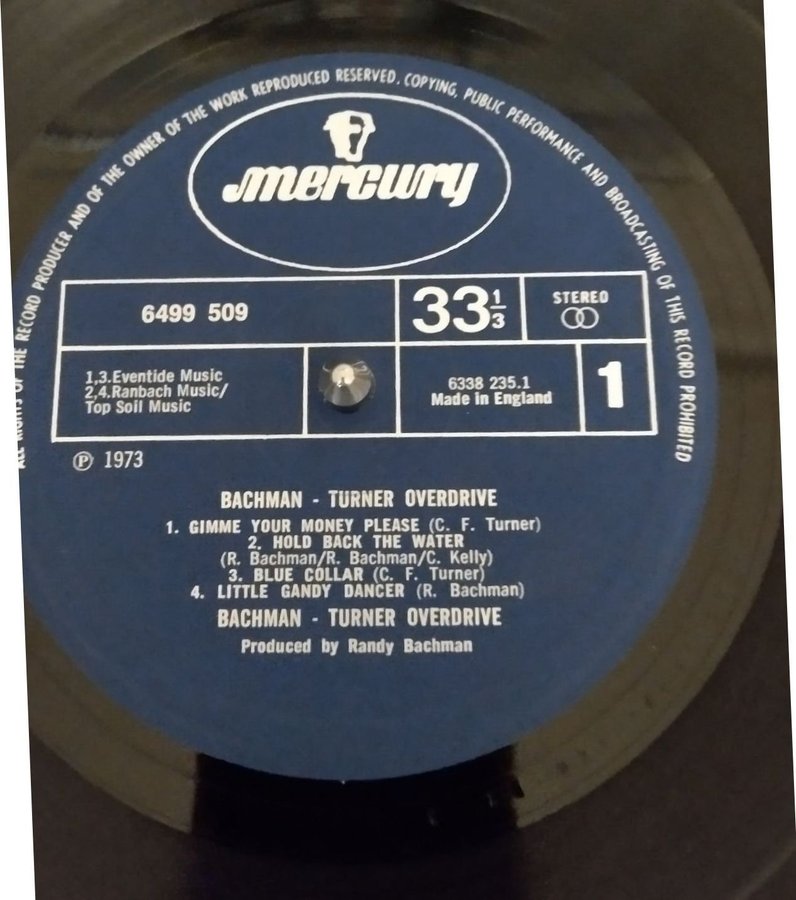 ALL RIGHTS OF THE RECORD PRODUCER AND OF THE OWNER OF THE WORK REPRODUCED RESERVED. COPYING, PUBLIC PERFORMANCE AND BROADCASTING OF THIS RECORD PROHIBITED
mercury
6499 509
33 1/3
STEREO
1,3.Eventide Music
2,4.Ranbach Music/
Top Soil Music
6338 235.1
Made in England
1
Ⓟ 1973
BACHMAN - TURNER OVERDRIVE
1. GIMME YOUR MONEY PLEASE (C. F. Turner)
2. HOLD BACK THE WATER
(R. Bachman/R. Bachman/C. Kelly)
3. BLUE COLLAR (C. F. Turner)
4. LITTLE GANDY DANCER (R. Bachman)
BACHMAN - TURNER OVERDRIVE
Produced by Randy Bachman